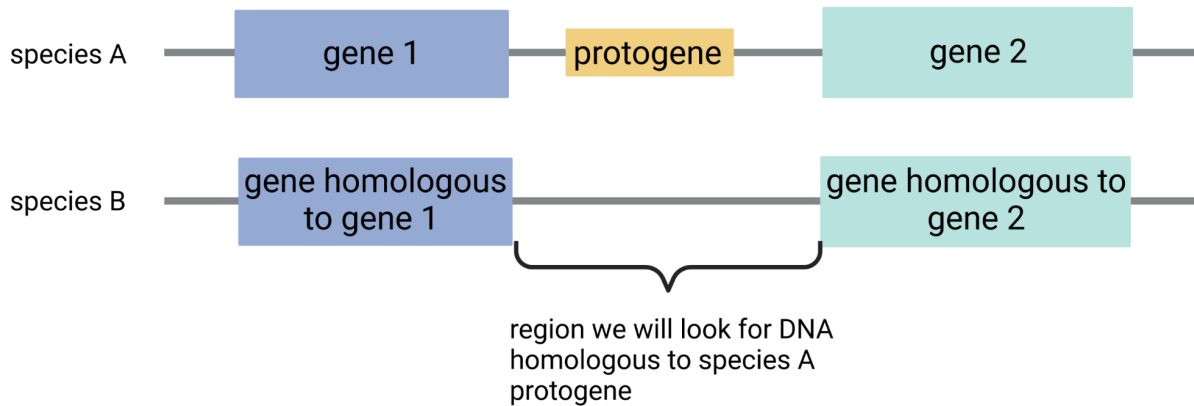 species A
gene 1
protogene
gene 2
species B
gene homologous
to gene 1
gene homologous to
gene 2
region we will look for DNA
homologous to species A
protogene